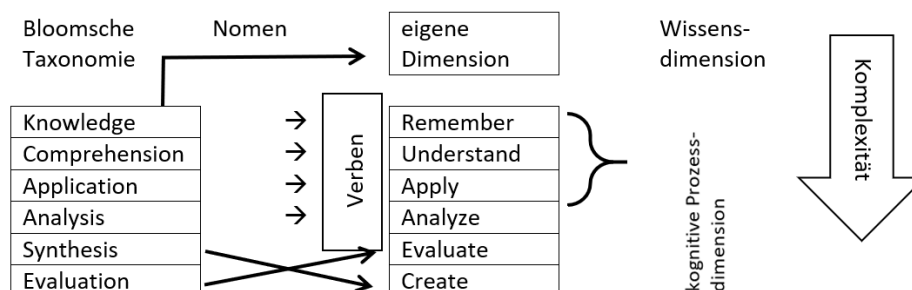 Bloomsche
Taxonomie
Nomen
eigene
Dimension
Wissens-
dimension
Knowledge
Comprehension
Application
Analysis
Synthesis
Evaluation
Verben
Remember
Understand
Apply
Analyze
Evaluate
Create
kognitive Prozess-
dimension
Komplexität